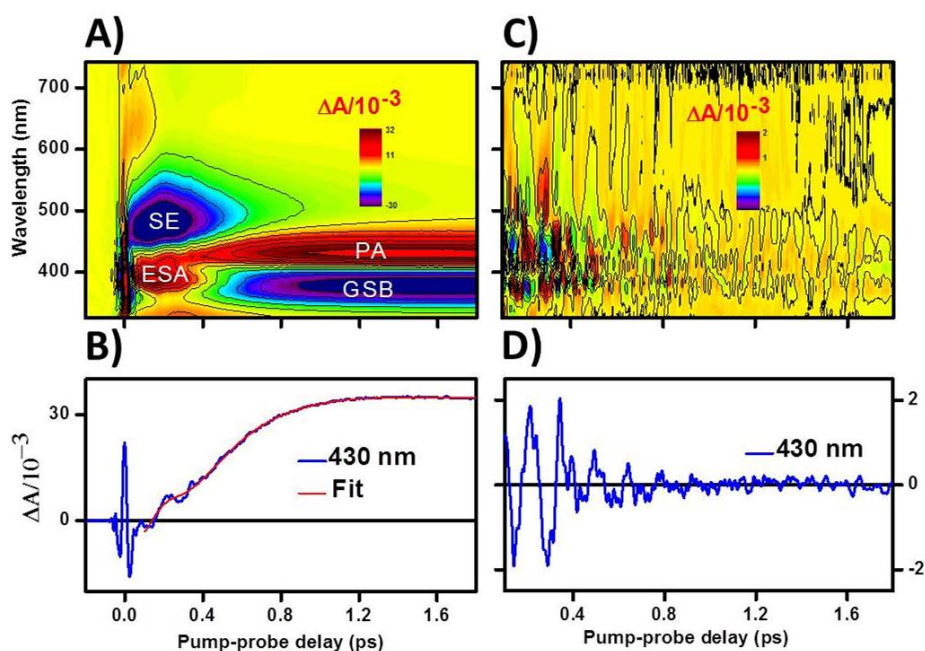 A)
C)
Wavelength (nm)
700
600
500
400
ΔA/10⁻³
32
11
-30
SE
ESA
PA
GSB
ΔA/10⁻³
2
1
B)
D)
ΔA/10⁻³
30
0
430 nm
Fit
0.0 0.4 0.8 1.2 1.6
Pump-probe delay (ps)
430 nm
2
0
-2
0.4 0.8 1.2 1.6
Pump-probe delay (ps)